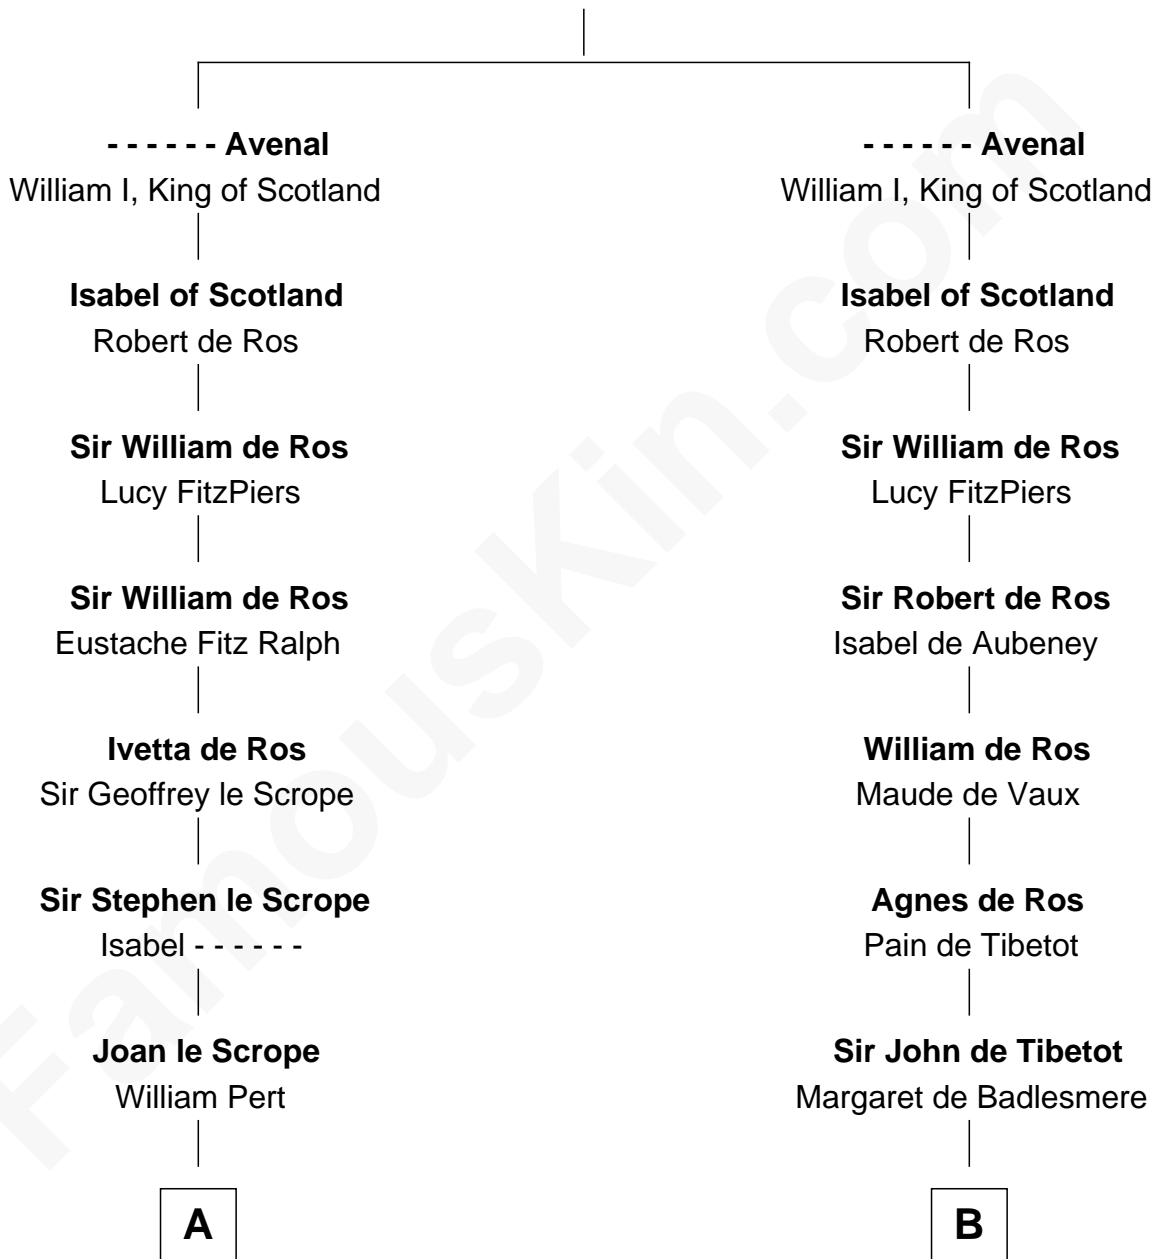 - - - - - - Avenal
William I, King of Scotland
Isabel of Scotland
Robert de Ros
Sir William de Ros
Lucy FitzPiers
Sir William de Ros
Eustache Fitz Ralph
Ivetta de Ros
Sir Geoffrey le Scrope
Sir Stephen le Scrope
Isabel - - - - - -
Joan le Scrope
William Pert
A
- - - - - - Avenal
William I, King of Scotland
Isabel of Scotland
Robert de Ros
Sir William de Ros
Lucy FitzPiers
Sir Robert de Ros
Isabel de Aubeney
William de Ros
Maude de Vaux
Agnes de Ros
Pain de Tibetot
Sir John de Tibetot
Margaret de Badlesmere
B
FamousKin.com